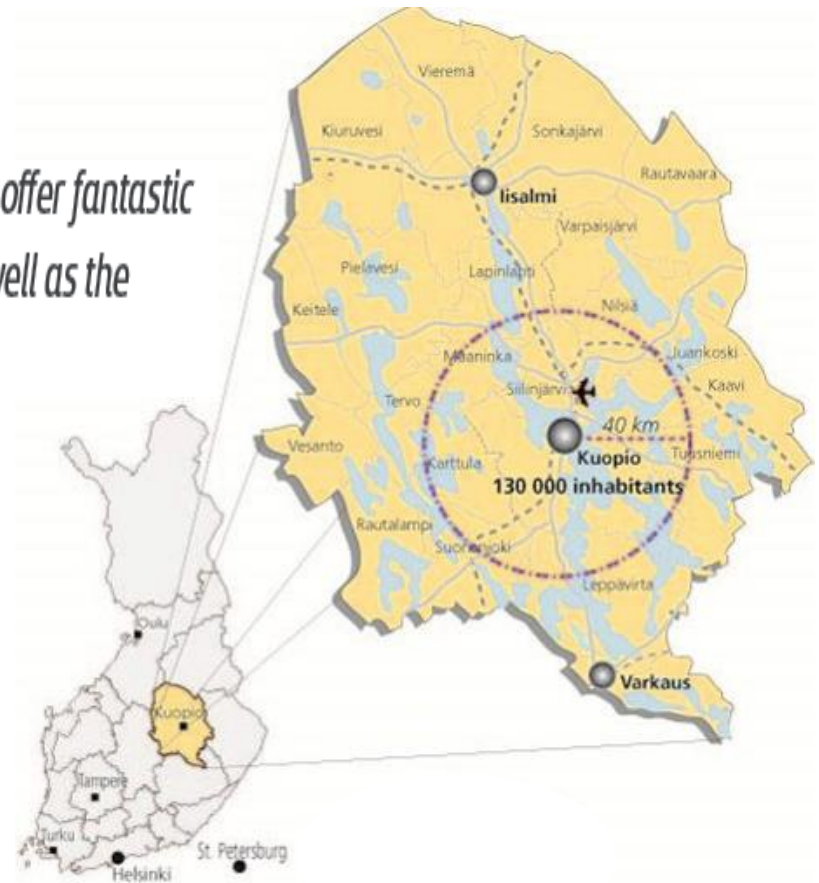 offer fantastic
well as the
Vieremä
Kiuruvesi
Sonkajärvi
Rautavaara
Iisalmi
Varpaisjärvi
Pielavesi
Lapinlahti
Keitele
Nilsiä
Maaninka
Juankoski
Siilinjärvi
Kaavi
Tervo
40 km
Vesanto
Karttula
Kuopio
Tuusniemi
130 000 inhabitants
Rautalampi
Suonenjoki
Leppävirta
Varkaus
Oulu
Kuopio
Tampere
Turku
St. Petersburg
Helsinki